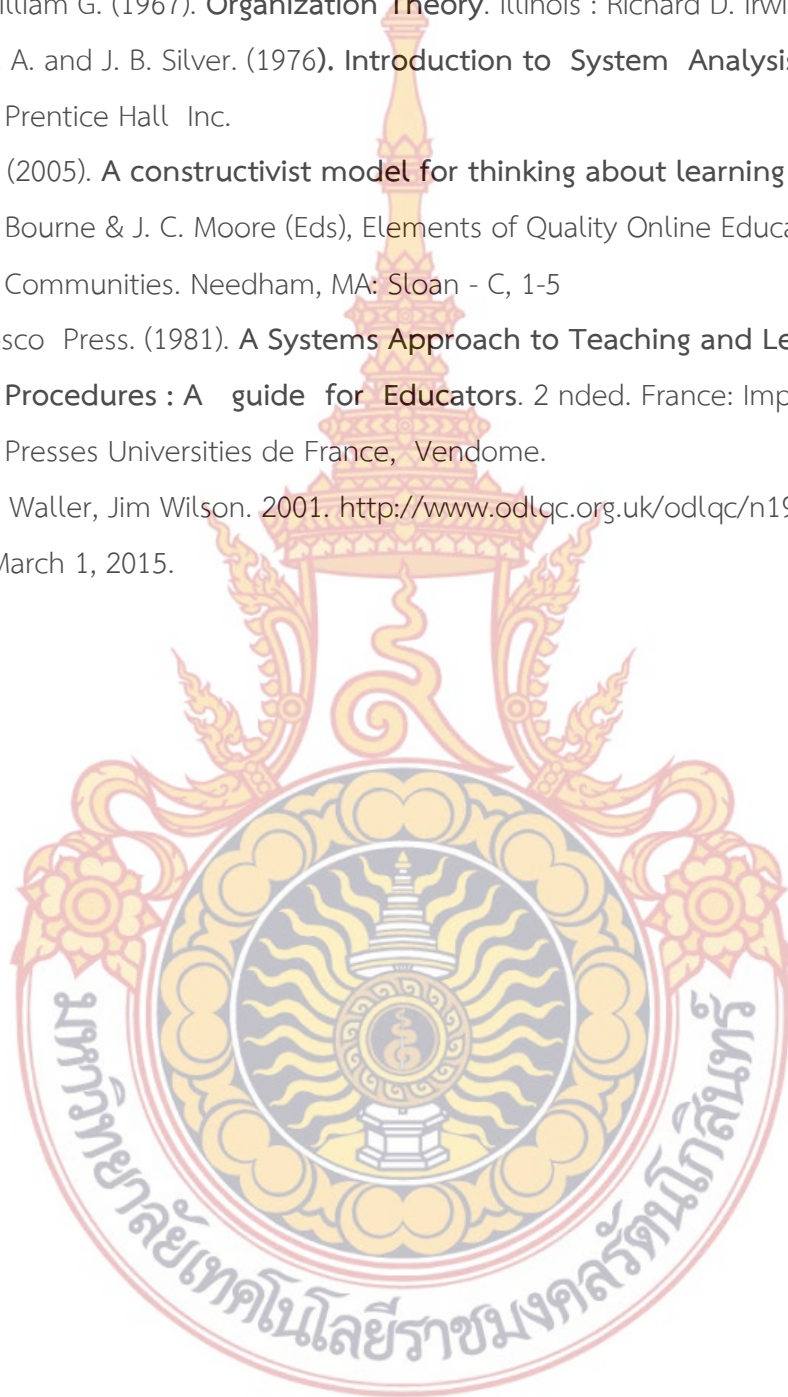 illiam G. (1967). Organization Theory. Illinois : Richard D. Irwi
A. and J. B. Silver. (1976). Introduction to System Analysis
Prentice Hall Inc.
(2005). A constructivist model for thinking about learning
Bourne & J. C. Moore (Eds), Elements of Quality Online Educa
Communities. Needham, MA: Sloan - C, 1-5
sco Press. (1981). A Systems Approach to Teaching and Le
Procedures : A guide for Educators. 2 nded. France: Imp
Presses Universities de France, Vendome.
Waller, Jim Wilson. 2001. http://www.odlqc.org.uk/odlqc/n19
March 1, 2015.
มหาวิทยาลัยเทคโนโลยีราชมงคลรัตนโกสินทร์